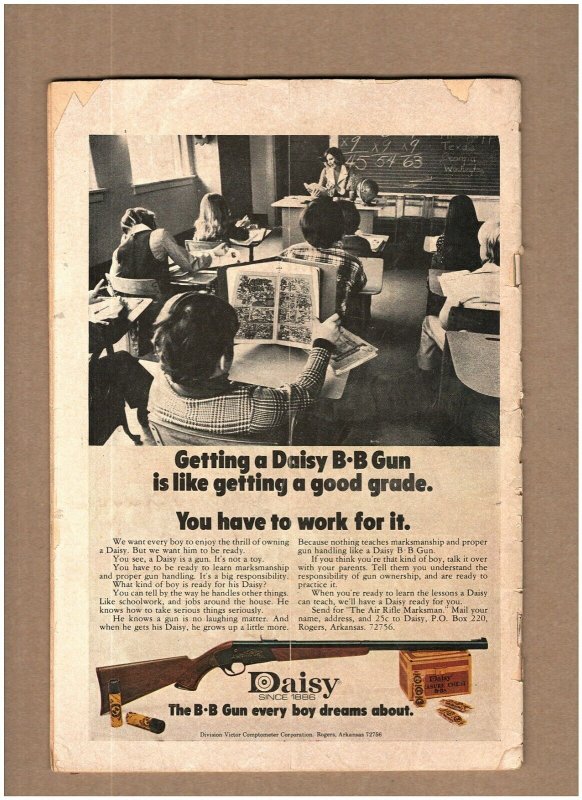 x9 x9 x9
45 54 63
Texas
Georgia
Getting a Daisy B·B Gun
is like getting a good grade.
You have to work for it.
We want every boy to enjoy the thrill of owning
a Daisy. But we want him to be ready.
You see, a Daisy is a gun. It's not a toy.
You have to be ready to learn marksmanship
and proper gun handling. It's a big responsibility.
What kind of boy is ready for his Daisy?
You can tell by the way he handles other things.
Like schoolwork, and jobs around the house. He
knows how to take serious things seriously.
He knows a gun is no laughing matter. And
when he gets his Daisy, he grows up a little more.
Because nothing teaches marksmanship and proper
gun handling like a Daisy B·B Gun.
If you think you're that kind of boy, talk it over
with your parents. Tell them you understand the
responsibility of gun ownership, and are ready to
practice it.
When you're ready to learn the lessons a Daisy
can teach, we'll have a Daisy ready for you.
Send for "The Air Rifle Marksman." Mail your
name, address, and 25c to Daisy, P.O. Box 220,
Rogers, Arkansas. 72756.
Daisy
SINCE 1886
Daisy
The B·B Gun every boy dreams about.
Division Victor Comptometer Corporation. Rogers, Arkansas 72756